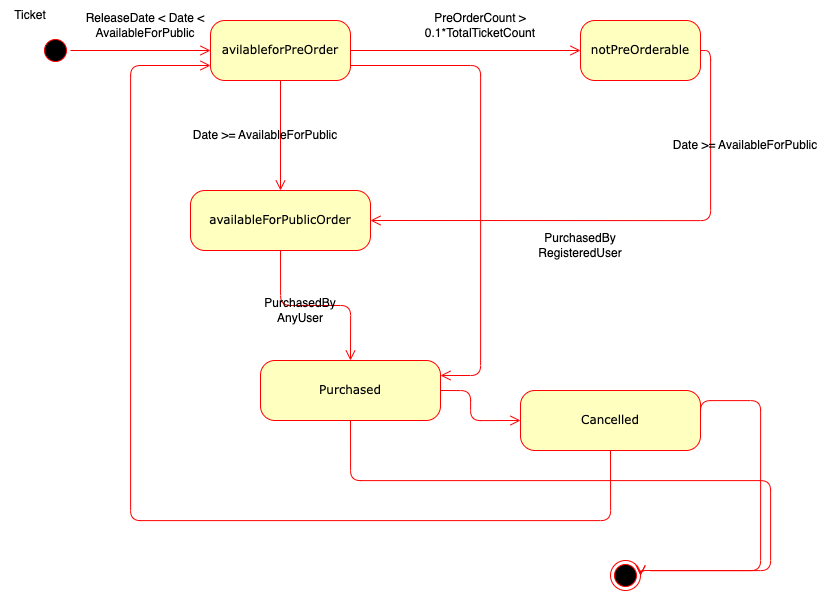 Ticket
ReleaseDate < Date <
AvailableForPublic
PreOrderCount >
0.1*TotalTicketCount
avilableforPreOrder
notPreOrderable
Date >= AvailableForPublic
Date >= AvailableForPublic
availableForPublicOrder
PurchasedBy
RegisteredUser
PurchasedBy
AnyUser
Purchased
Cancelled